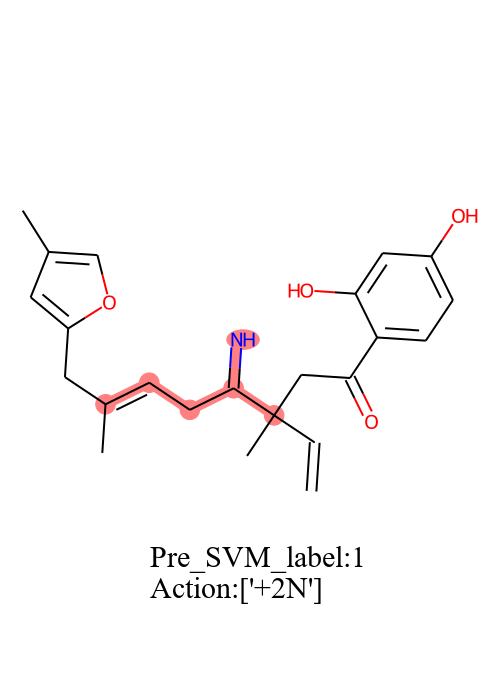 OH
HO
O
NH
O
Pre_SVM_label:1
Action:['+2N']